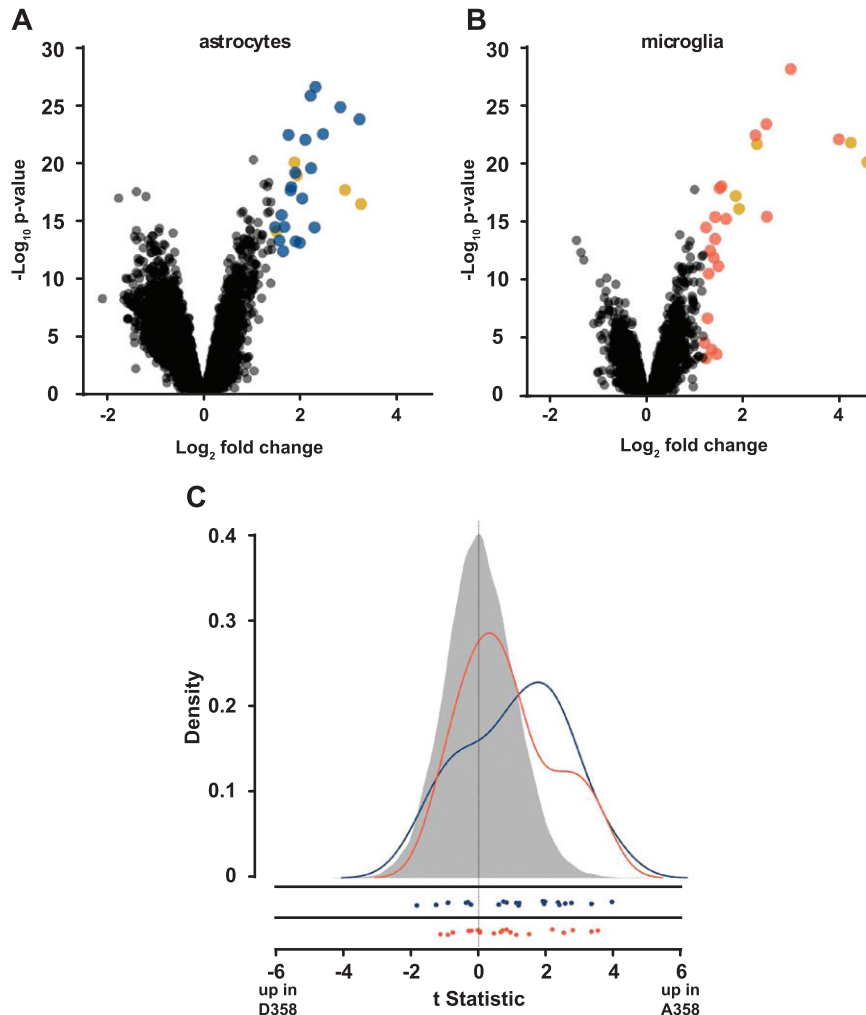 A
astrocytes
30
25
20
15
10
5
0
-Log10 p-value
-2 0 2 4
Log2 fold change
B
microglia
30
25
20
15
10
5
0
-Log10 p-value
-2 0 2 4
Log2 fold change
C
0.4
0.3
0.2
0.1
0
Density
-6 -4 -2 0 2 4 6
up in
D358
t Statistic
up in
A358